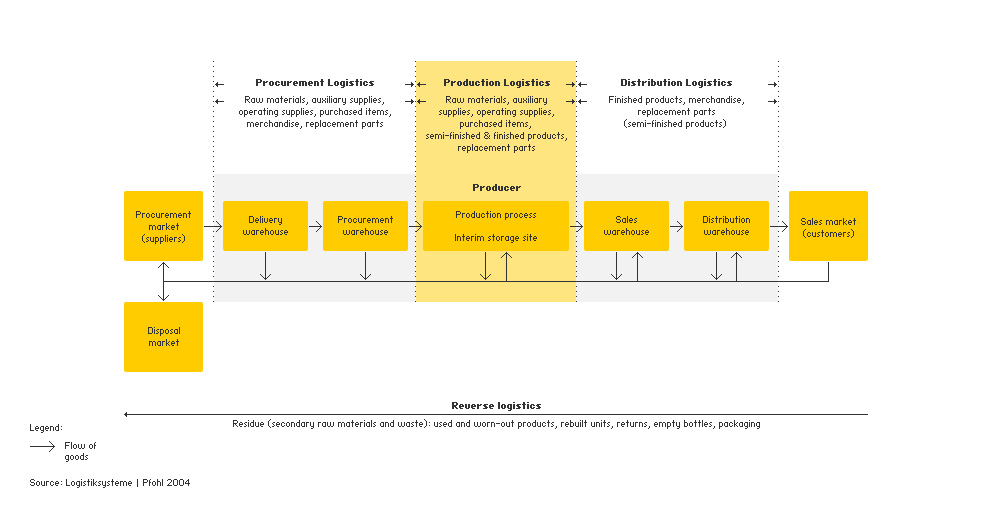 Procurement Logistics
Raw materials, auxiliary supplies,
operating supplies, purchased items,
merchandise, replacement parts
Production Logistics
Raw materials, auxiliary
supplies, operating supplies,
purchased items,
semi-finished & finished products,
replacement parts
Distribution Logistics
Finished products, merchandise,
replacement parts
(semi-finished products)
Producer
Procurement
market
(suppliers)
Delivery
warehouse
Procurement
warehouse
Production process
Interim storage site
Sales
warehouse
Distribution
warehouse
Sales market
(customers)
Disposal
market
Reverse logistics
Residue (secondary raw materials and waste): used and worn-out products, rebuilt units, returns, empty bottles, packaging
Legend:
Flow of
goods
Source: Logistiksysteme | Pfohl 2004